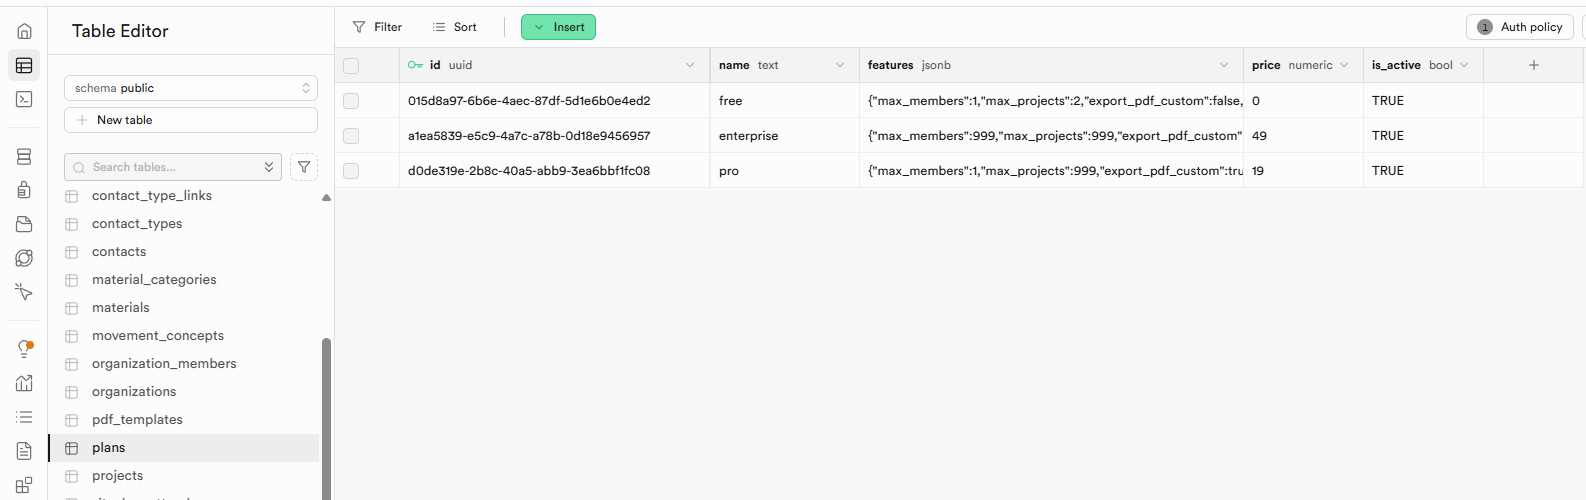 Table Editor
schema public
New table
Search tables...
contact_type_links
contact_types
contacts
material_categories
materials
movement_concepts
organization_members
organizations
pdf_templates
plans
projects
Filter Sort Insert 1 Auth policy
id uuid name text features jsonb price numeric is_active bool
015d8a97-6b6e-4aec-87df-5d1e6b0e4ed2 free {"max_members":1,"max_projects":2,"export_pdf_custom":false, 0 TRUE
a1ea5839-e5c9-4a7c-a78b-0d18e9456957 enterprise {"max_members":999,"max_projects":999,"export_pdf_custom" 49 TRUE
d0de319e-2b8c-40a5-abb9-3ea6bbf1fc08 pro {"max_members":1,"max_projects":999,"export_pdf_custom":tru 19 TRUE